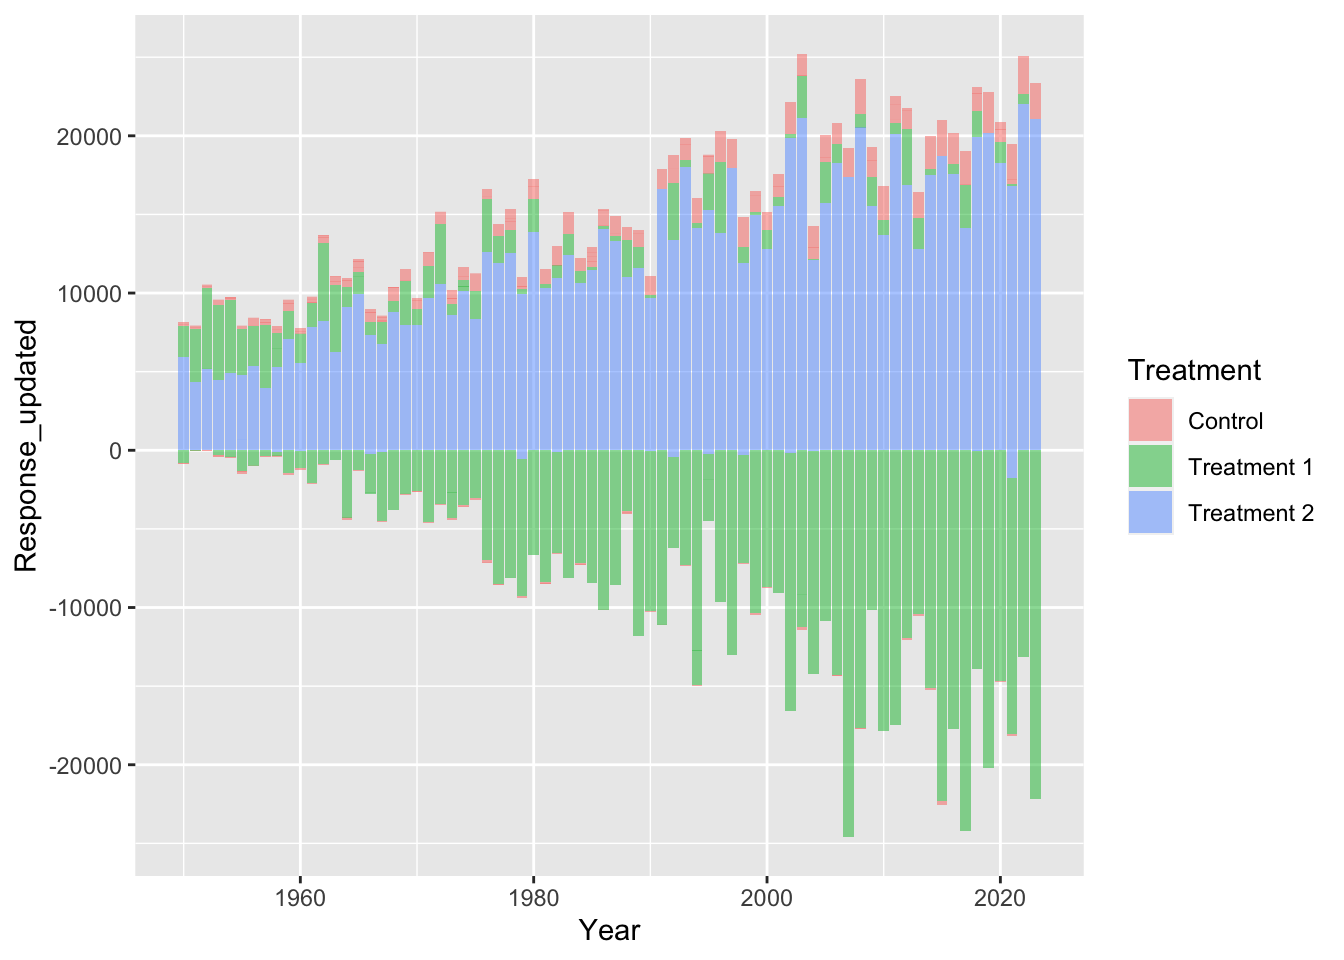 20000
10000
0
-10000
-20000
Response_updated
1960
1980
2000
2020
Year
Treatment
Control
Treatment 1
Treatment 2